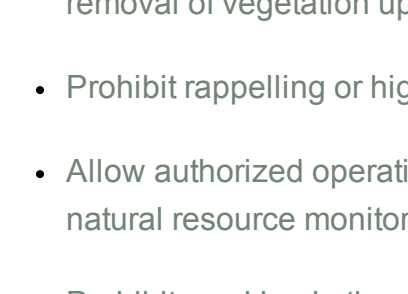 removal of vegetation up
• Prohibit rappelling or hig
• Allow authorized operati
natural resource monitor